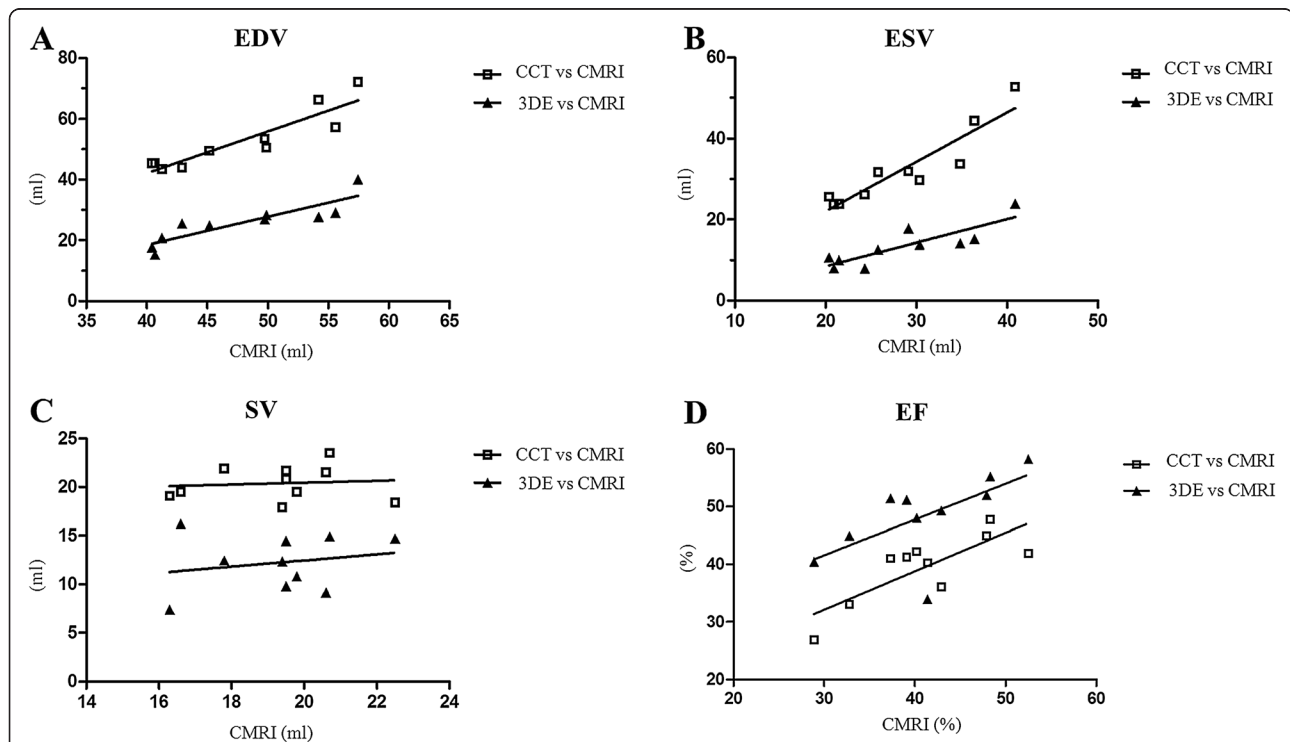 A
EDV
80
60
40
20
0
(ml)
35 40 45 50 55 60 65
CMRI (ml)
CCT vs CMRI
3DE vs CMRI
B
ESV
60
40
20
0
(ml)
10 20 30 40 50
CMRI (ml)
CCT vs CMRI
3DE vs CMRI
C
SV
25
20
15
10
5
0
(ml)
14 16 18 20 22 24
CMRI (ml)
CCT vs CMRI
3DE vs CMRI
D
EF
60
50
40
30
20
(%)
20 30 40 50 60
CMRI (%)
CCT vs CMRI
3DE vs CMRI